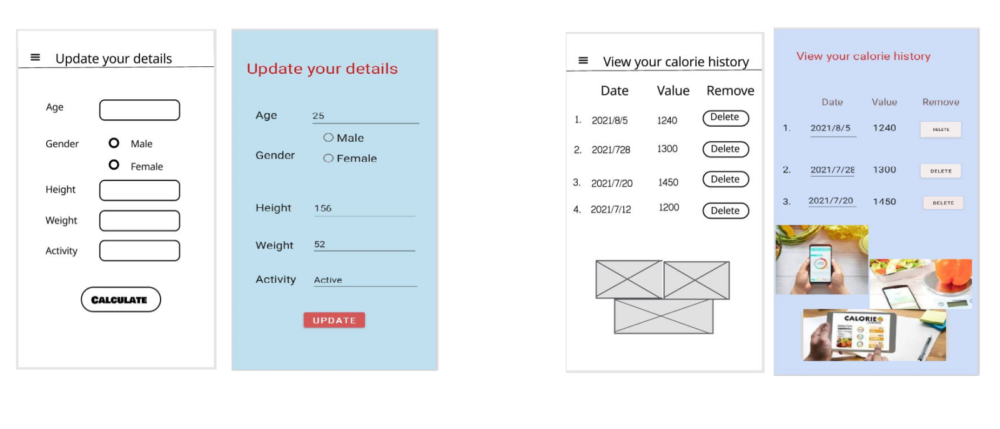 Update your details
Age
Gender
Male
Female
Height
Weight
Activity
CALCULATE
Update your details
Age 25
Male
Gender
Female
Height 156
Weight 52
Activity Active
UPDATE
View your calorie history
Date Value Remove
1. 2021/8/5 1240 Delete
2. 2021/728 1300 Delete
3. 2021/7/20 1450 Delete
4. 2021/7/12 1200 Delete
View your calorie history
Date Value Remove
1. 2021/8/5 1240 DELETE
2. 2021/7/28 1300 DELETE
3. 2021/7/20 1450 DELETE
CALORIE
COUNTER